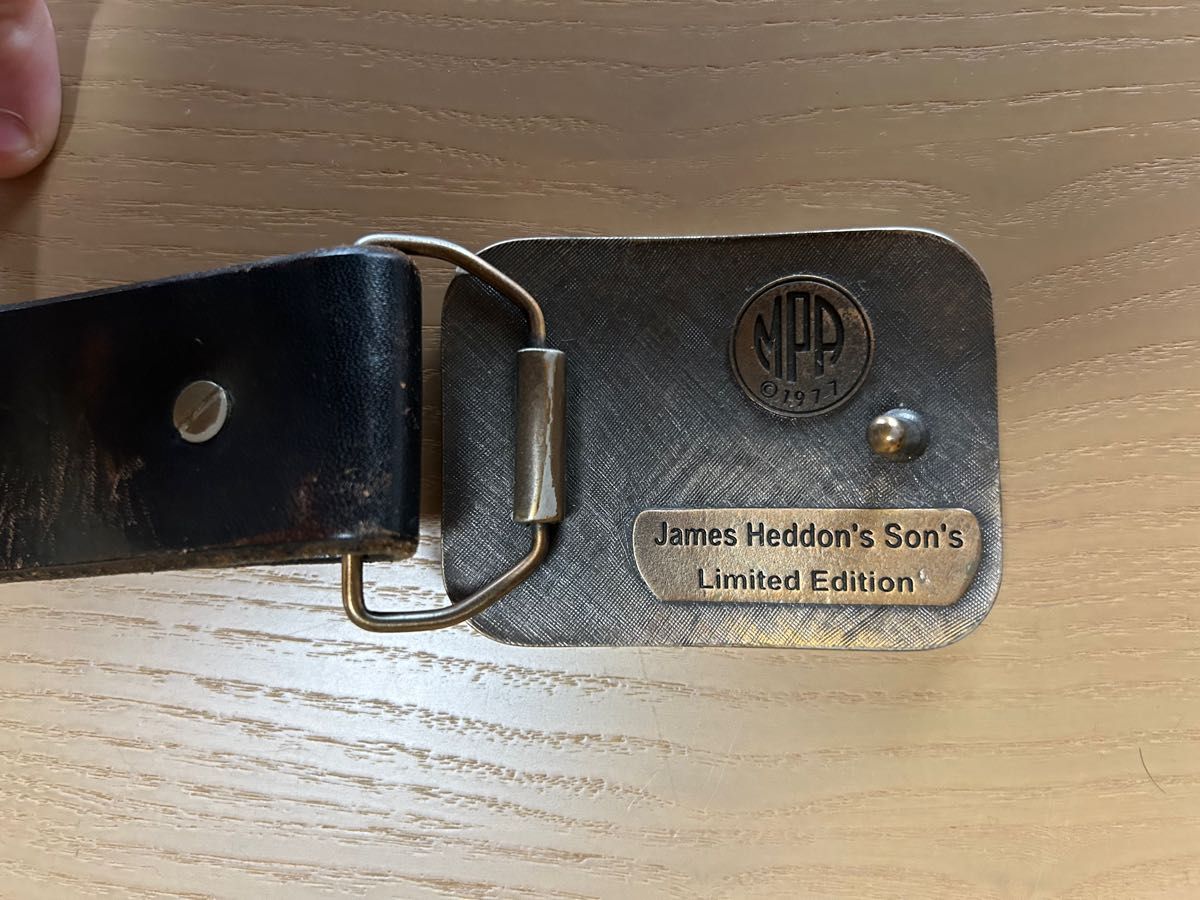 MPA
©1977
James Heddon's Son's
Limited Edition